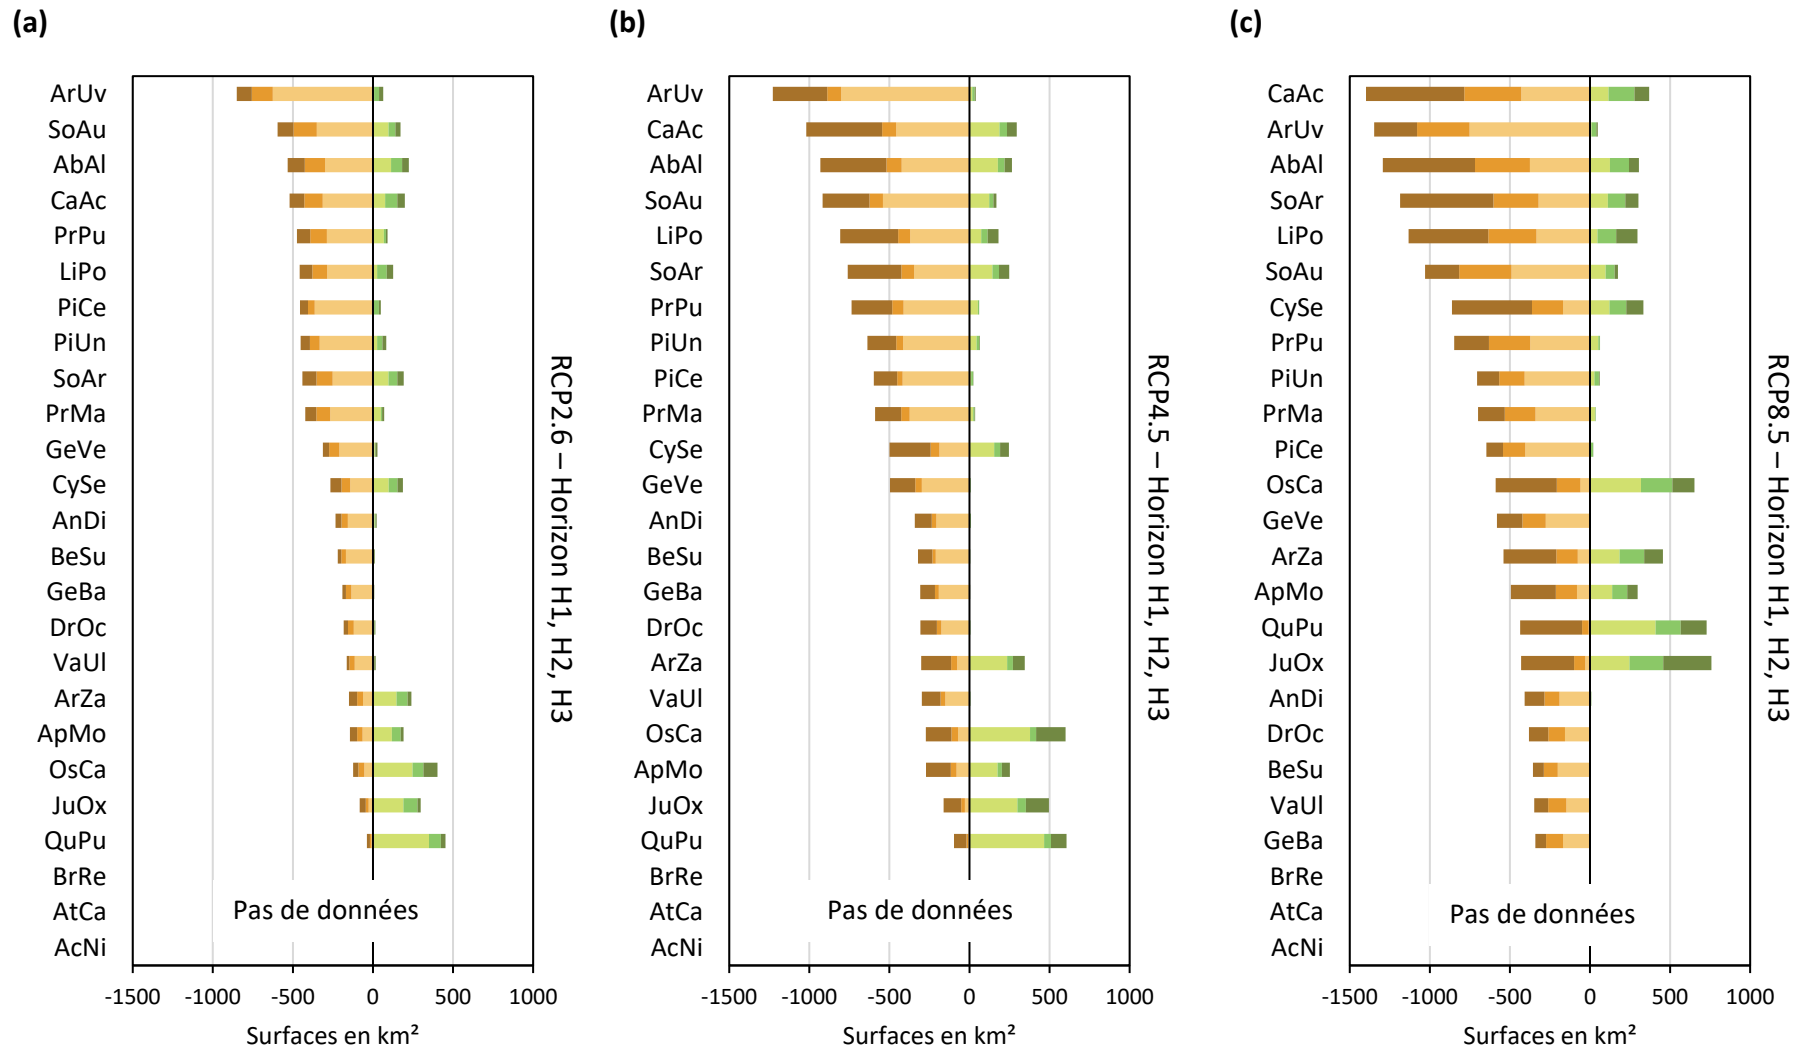 (a)
ArUv
SoAu
AbAl
CaAc
PrPu
LiPo
PiCe
PiUn
SoAr
PrMa
GeVe
CySe
AnDi
BeSu
GeBa
DrOc
VaUl
ArZa
ApMo
OsCa
JuOx
QuPu
BrRe
AtCa
AcNi
Pas de données
-1500 -1000 -500 0 500 1000
Surfaces en km²
RCP2.6 – Horizon H1, H2, H3
(b)
ArUv
CaAc
AbAl
SoAu
LiPo
SoAr
PrPu
PiUn
PiCe
PrMa
CySe
GeVe
AnDi
BeSu
GeBa
DrOc
ArZa
VaUl
OsCa
ApMo
JuOx
QuPu
BrRe
AtCa
AcNi
Pas de données
-1500 -1000 -500 0 500 1000
Surfaces en km²
RCP4.5 – Horizon H1, H2, H3
(c)
CaAc
ArUv
AbAl
SoAr
LiPo
SoAu
CySe
PrPu
PiUn
PrMa
PiCe
OsCa
GeVe
ArZa
ApMo
QuPu
JuOx
AnDi
DrOc
BeSu
VaUl
GeBa
BrRe
AtCa
AcNi
Pas de données
-1500 -1000 -500 0 500 1000
Surfaces en km²
RCP8.5 – Horizon H1, H2, H3